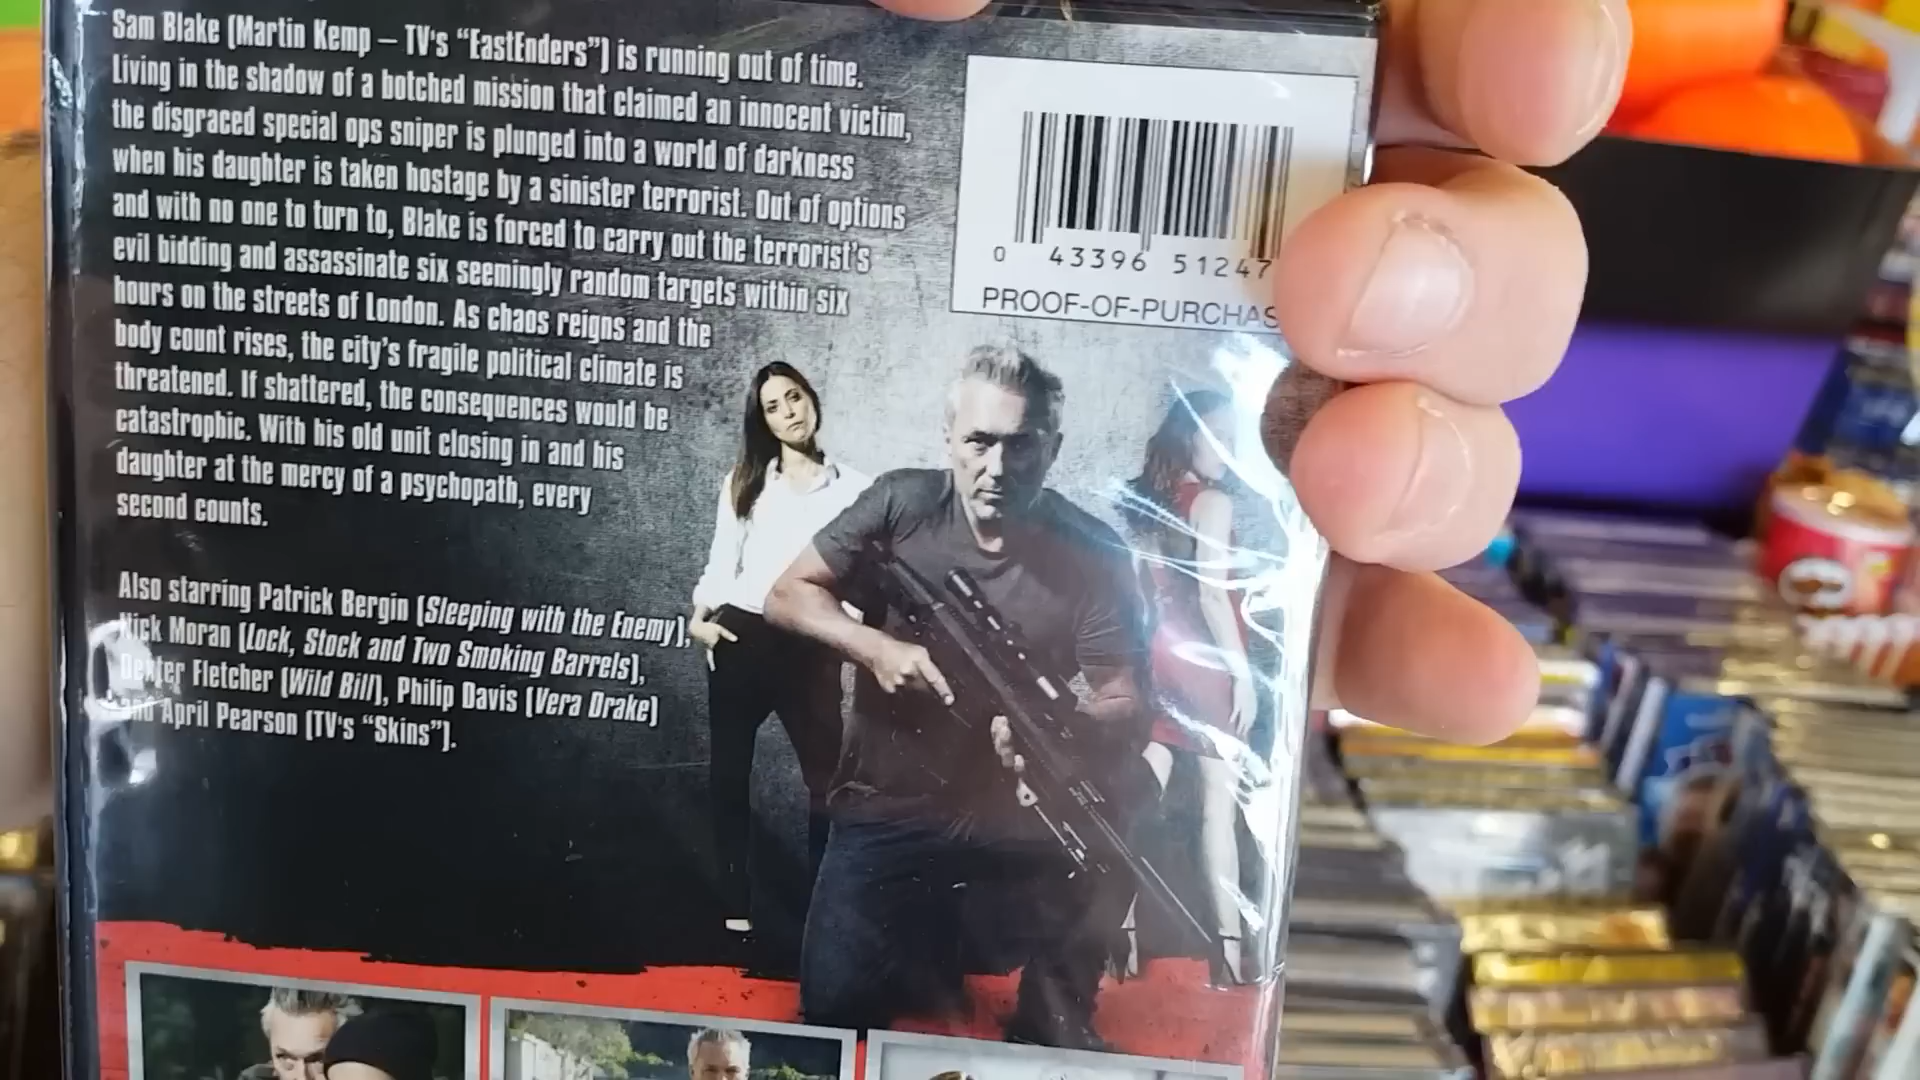 Sam Blake (Martin Kemp – TV's “EastEnders”) is running out of time.
Living in the shadow of a botched mission that claimed an innocent victim,
the disgraced special ops sniper is plunged into a world of darkness
when his daughter is taken hostage by a sinister terrorist. Out of options
and with no one to turn to, Blake is forced to carry out the terrorist's
evil bidding and assassinate six seemingly random targets within six
hours on the streets of London. As chaos reigns and the
body count rises, the city's fragile political climate is
threatened. If shattered, the consequences would be
catastrophic. With his old unit closing in and his
daughter at the mercy of a psychopath, every
second counts.
Also starring Patrick Bergin (Sleeping with the Enemy),
Nick Moran (Lock, Stock and Two Smoking Barrels),
Dexter Fletcher (Wild Bill), Philip Davis (Vera Drake)
and April Pearson (TV's “Skins”).
0 43396 51247
PROOF-OF-PURCHAS